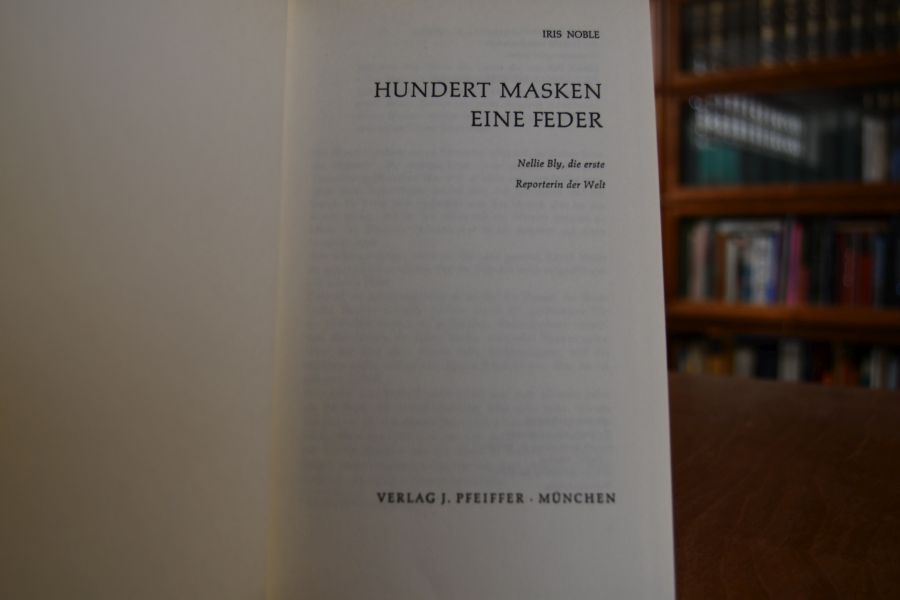 IRIS NOBLE
HUNDERT MASKEN
EINE FEDER
Nellie Bly, die erste
Reporterin der Welt
VERLAG J. PFEIFFER · MÜNCHEN